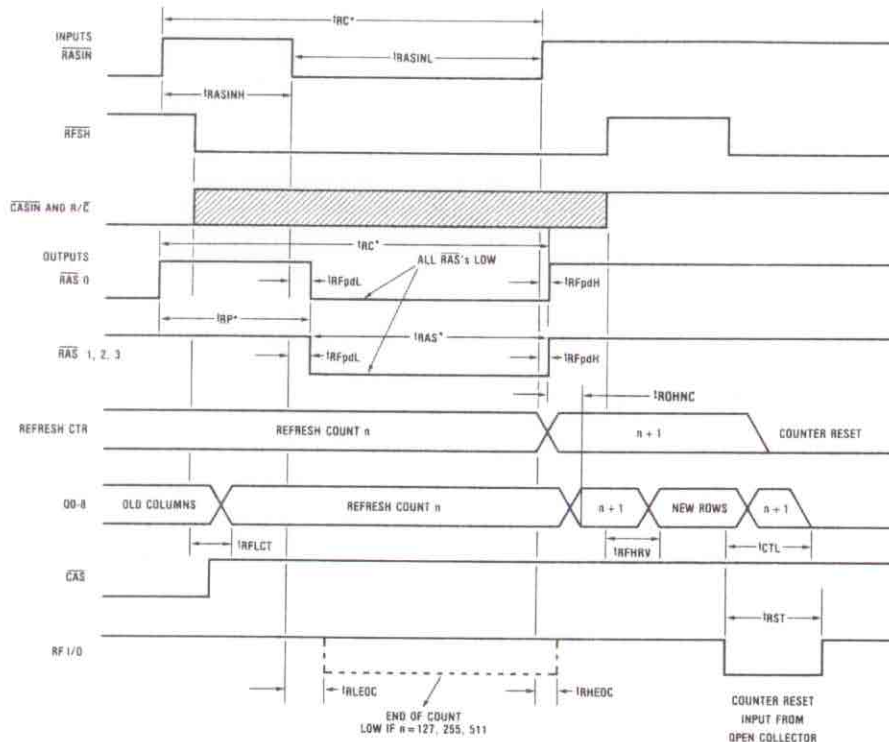 tRC*
INPUTS
RASIN
tRASINL
tRASINH
RFSH
CASIN AND R/C
tRC*
OUTPUTS
ALL RAS's LOW
RAS 0
tRFpdL
tRFpdH
tRP*
tRAS*
RAS 1, 2, 3
tRFpdL
tRFpdH
tROHNC
REFRESH CTR
REFRESH COUNT n
n + 1
COUNTER RESET
Q0-8
OLD COLUMNS
REFRESH COUNT n
n + 1
NEW ROWS
n + 1
tRFLCT
tRFHRV
tCTL
CAS
tRST
RF I/O
tRLEOC
tRHEOC
END OF COUNT
LOW IF n = 127, 255, 511
COUNTER RESET
INPUT FROM
OPEN COLLECTOR